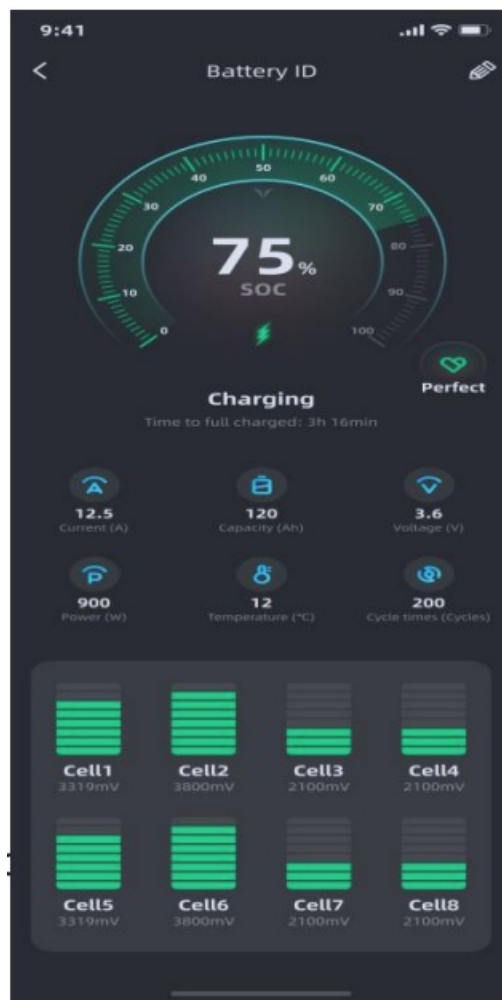 9:41
Battery ID
0 10 20 30 40 50 60 70 80 90 100
75%
SOC
Perfect
Charging
Time to full charged: 3h 16min
A V
12.5 120 3.6
Current (A) Capacity (Ah) Voltage (V)
P
900 12 200
Power (W) Temperature (°C) Cycle times (Cycles)
Cell1 Cell2 Cell3 Cell4
3319mV 3800mV 2100mV 2100mV
Cell5 Cell6 Cell7 Cell8
3319mV 3800mV 2100mV 2100mV